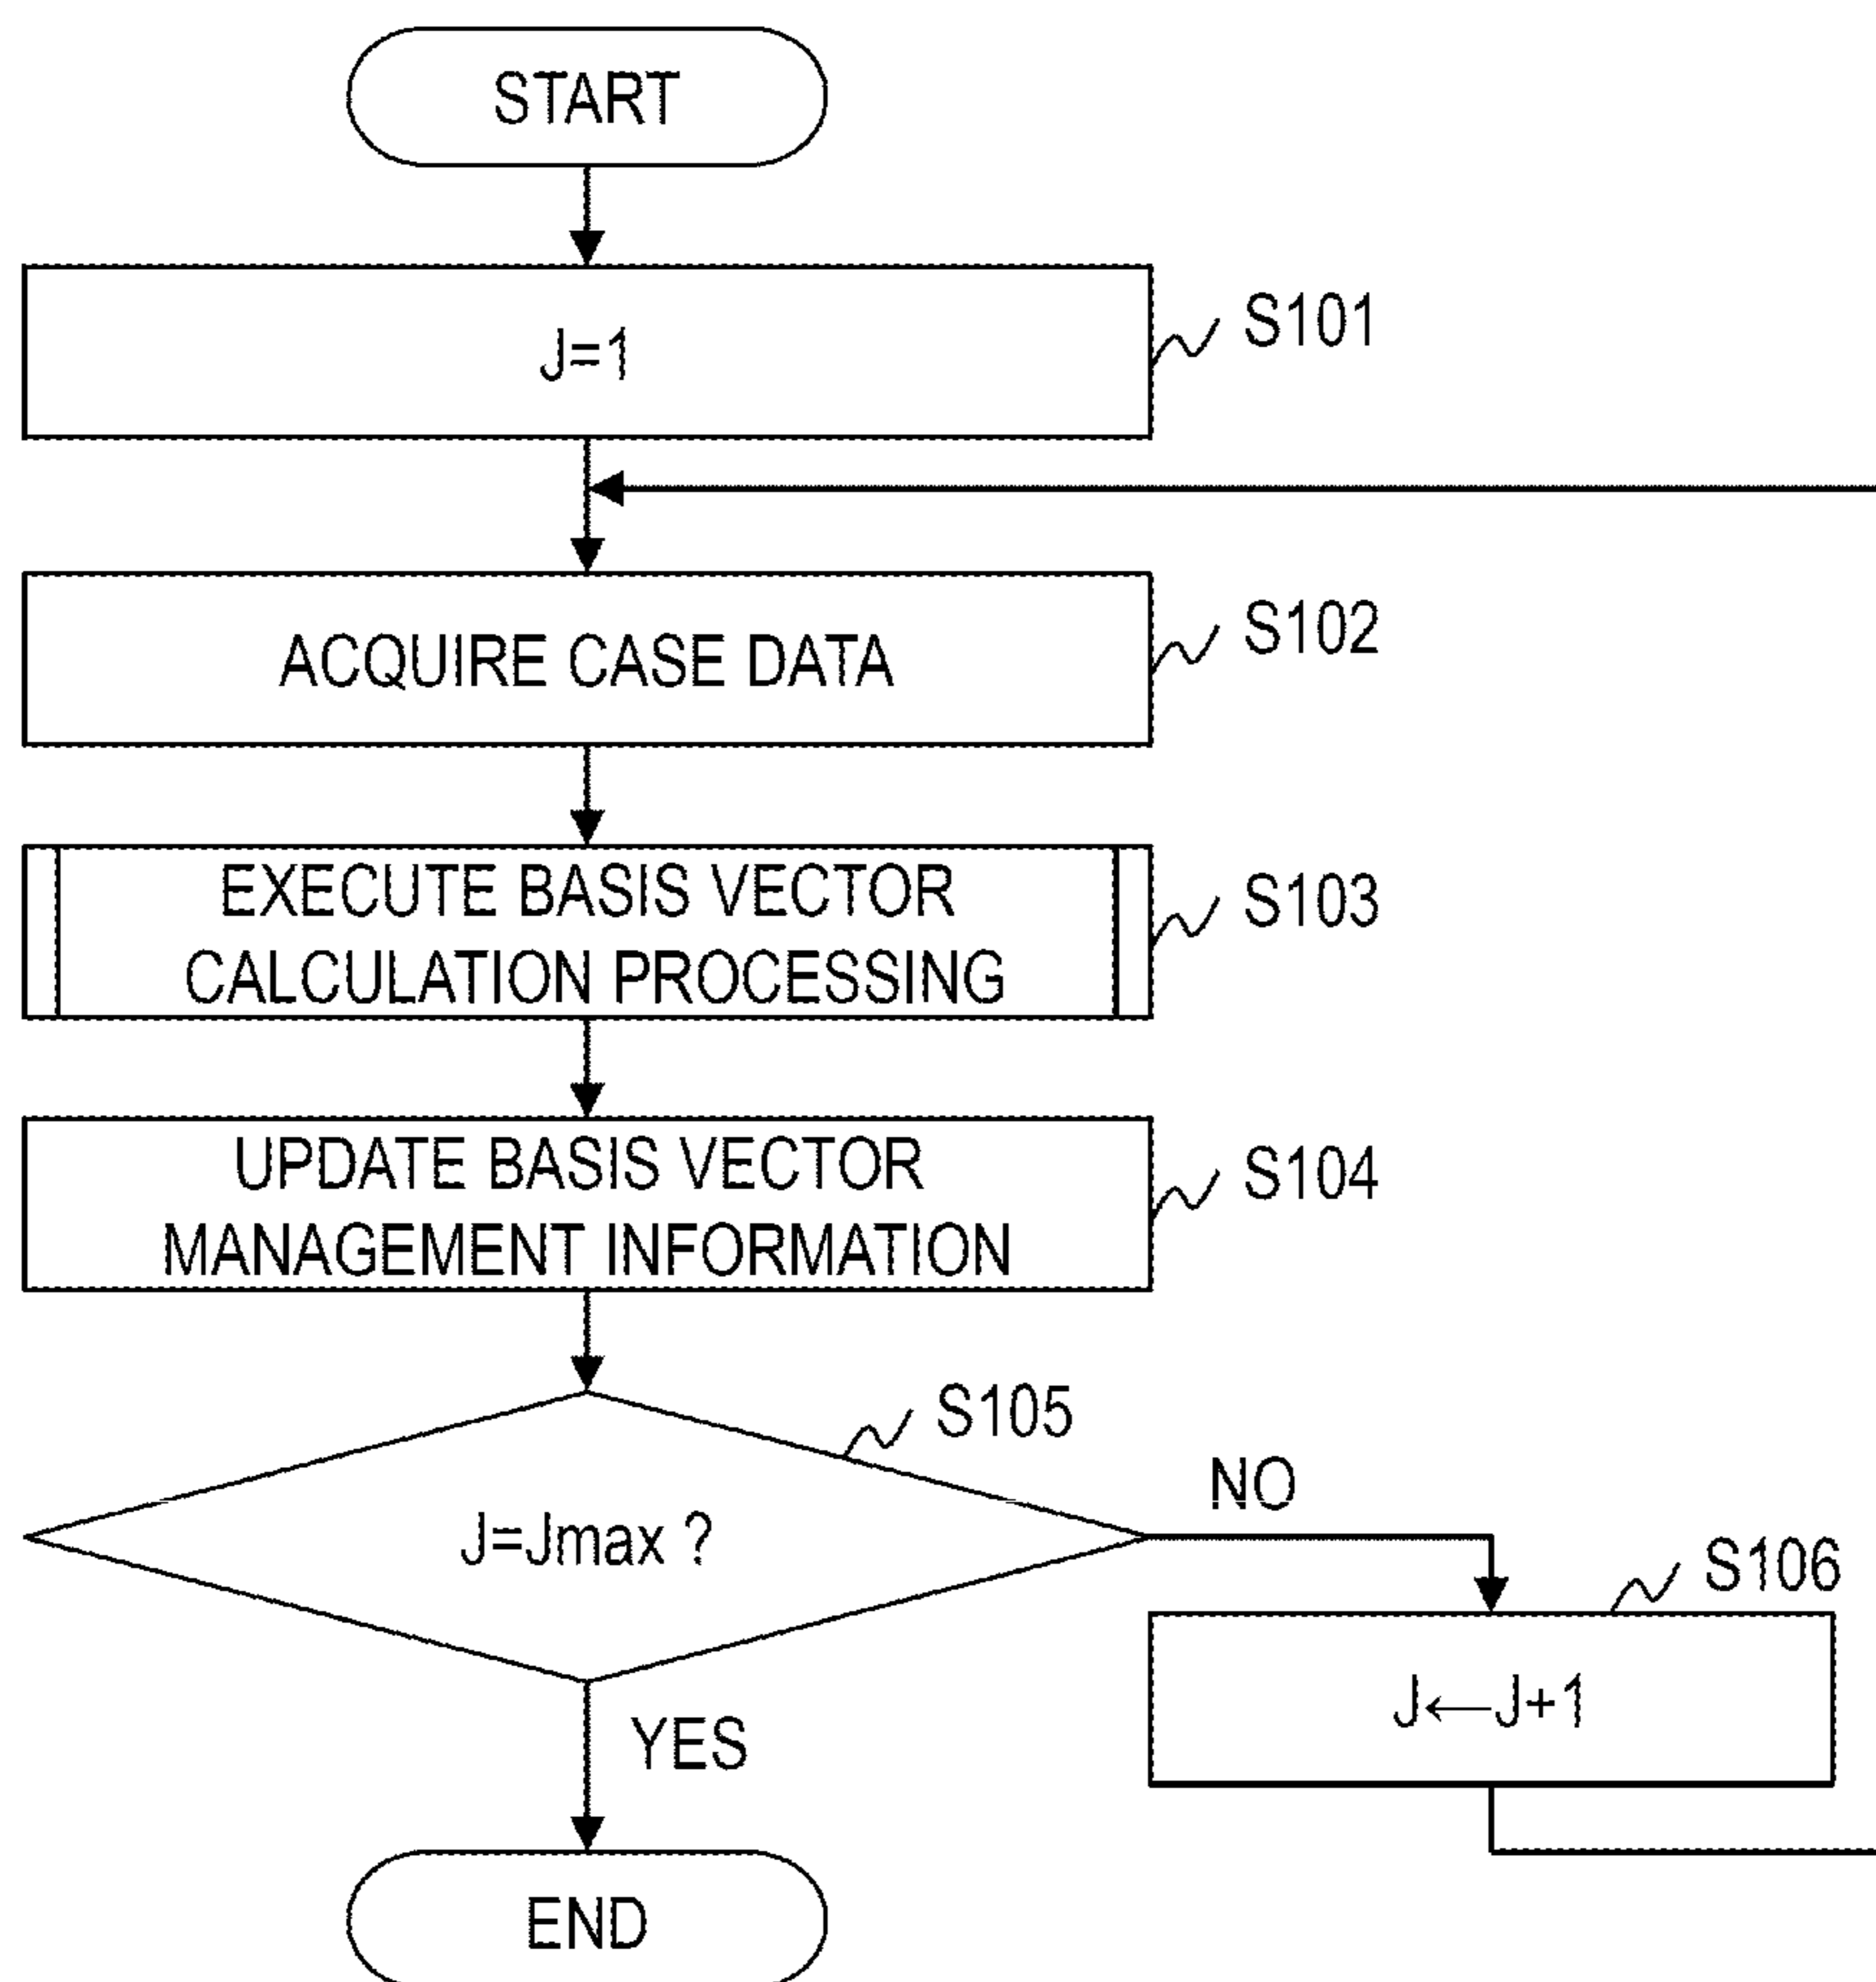 START
J=1
S101
ACQUIRE CASE DATA
S102
EXECUTE BASIS VECTOR
CALCULATION PROCESSING
S103
UPDATE BASIS VECTOR
MANAGEMENT INFORMATION
S104
S105
J=Jmax ?
NO
S106
J←J+1
YES
END